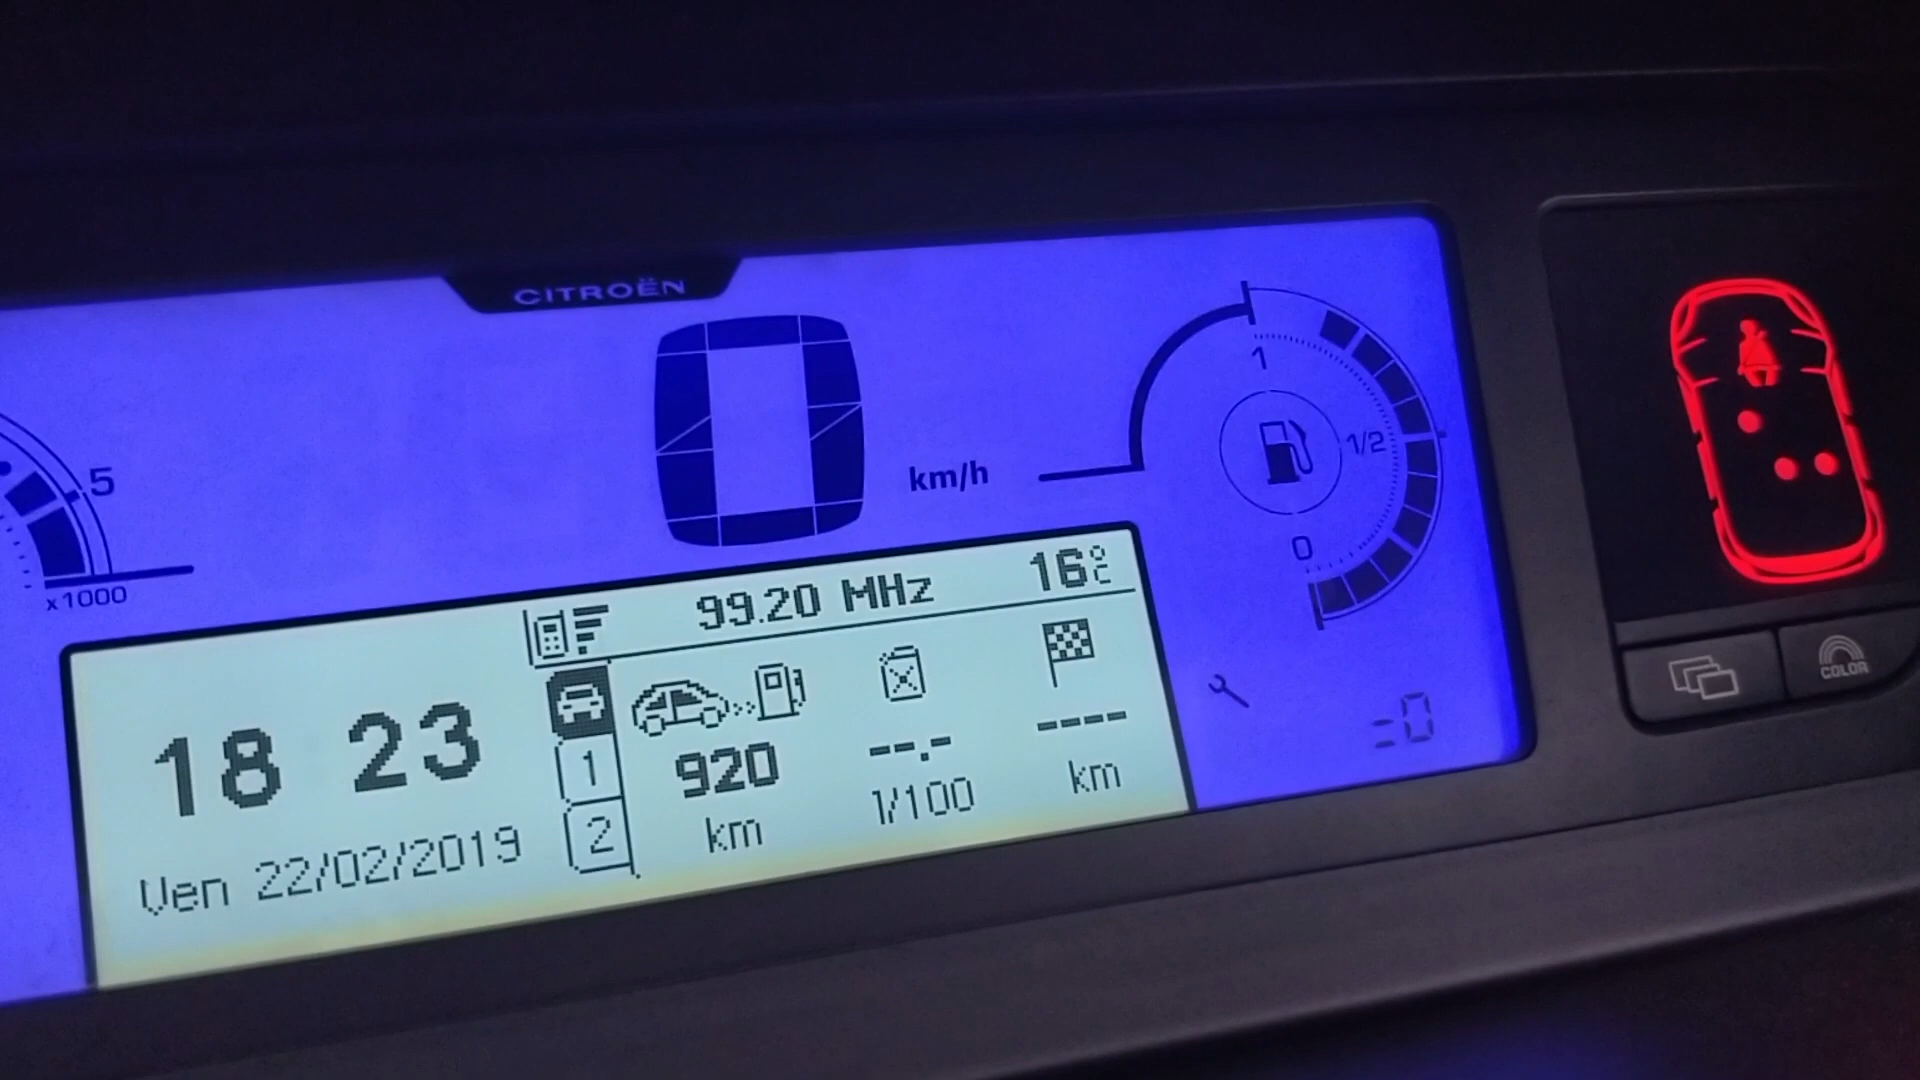 CITROËN
0
km/h
5
x1000
1
1/2
0
99.20 MHz
16°C
18 23
Ven 22/02/2019
1
2
920
km
--.-
l/100
----
km
=0
COLOR